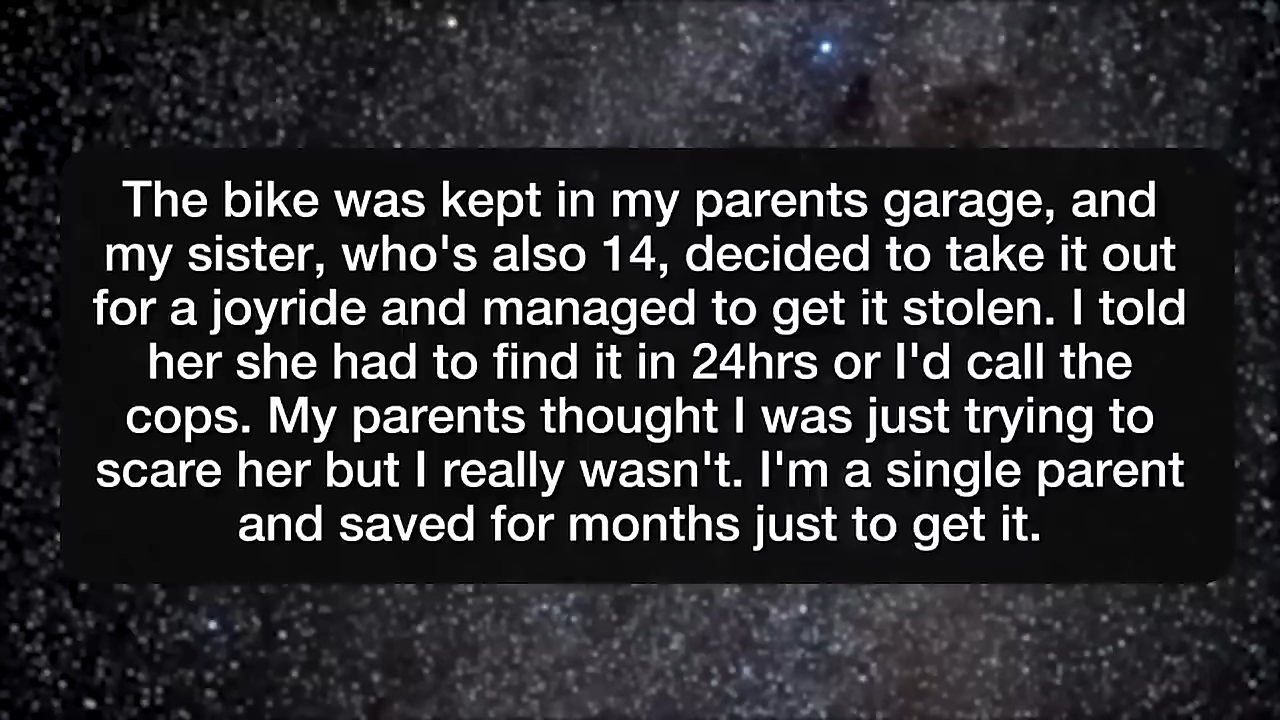 The bike was kept in my parents garage, and
my sister, who's also 14, decided to take it out
for a joyride and managed to get it stolen. I told
her she had to find it in 24hrs or I'd call the
cops. My parents thought I was just trying to
scare her but I really wasn't. I'm a single parent
and saved for months just to get it.